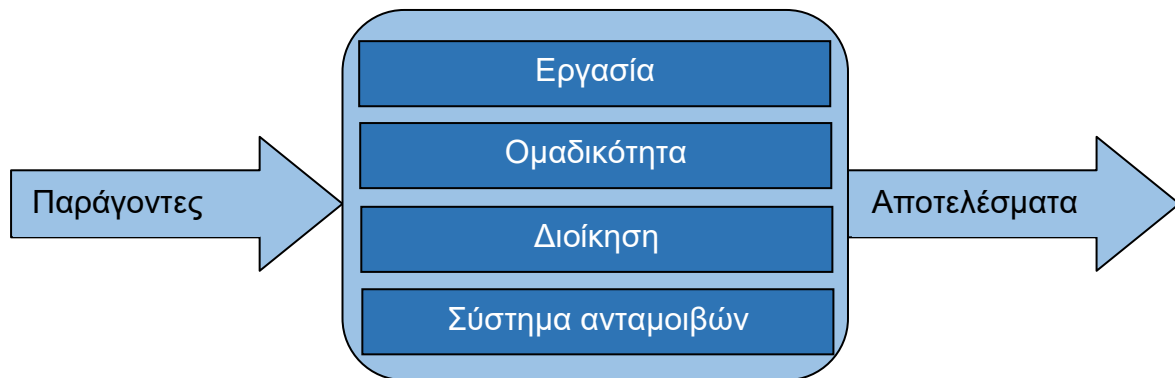 Εργασία
Ομαδικότητα
Παράγοντες
Αποτελέσματα
Διοίκηση
Σύστημα ανταμοιβών